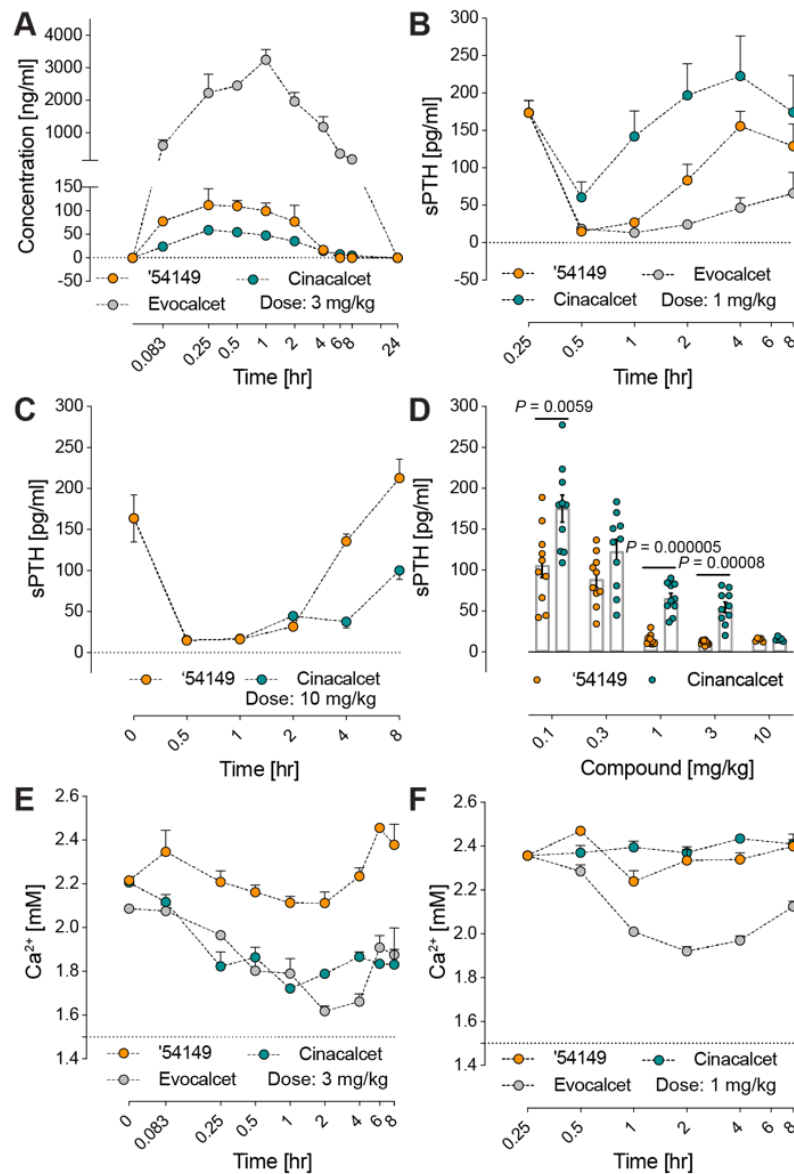 A
Concentration [ng/ml]
4000
3000
2000
1000
150
100
50
0
50
'54149
Cinacalcet
Evocalcet
Dose: 3 mg/kg
0.083
0.25
0.5
1
2
4
6
8
24
Time [hr]
B
sPTH [pg/ml]
300
250
200
150
100
50
0
-50
'54149
Evocalcet
Cinacalcet
Dose: 1 mg/kg
0.25
0.5
1
2
4
6
8
Time [hr]
C
sPTH [pg/ml]
300
250
200
150
100
50
0
'54149
Cinacalcet
Dose: 10 mg/kg
0
0.5
1
2
4
8
Time [hr]
D
sPTH [pg/ml]
300
250
200
150
100
50
0
P = 0.0059
P = 0.000005
P = 0.00008
'54149
Cinancalcet
0.1
0.3
1
3
10
Compound [mg/kg]
E
Ca²⁺ [mM]
2.6
2.4
2.2
2.0
1.8
1.6
1.4
'54149
Cinacalcet
Evocalcet
Dose: 3 mg/kg
0
0.083
0.25
0.5
1
2
4
6
8
Time [hr]
F
Ca²⁺ [mM]
2.6
2.4
2.2
2.0
1.8
1.6
1.4
'54149
Cinacalcet
Evocalcet
Dose: 1 mg/kg
0.25
0.5
1
2
4
6
8
Time [hr]